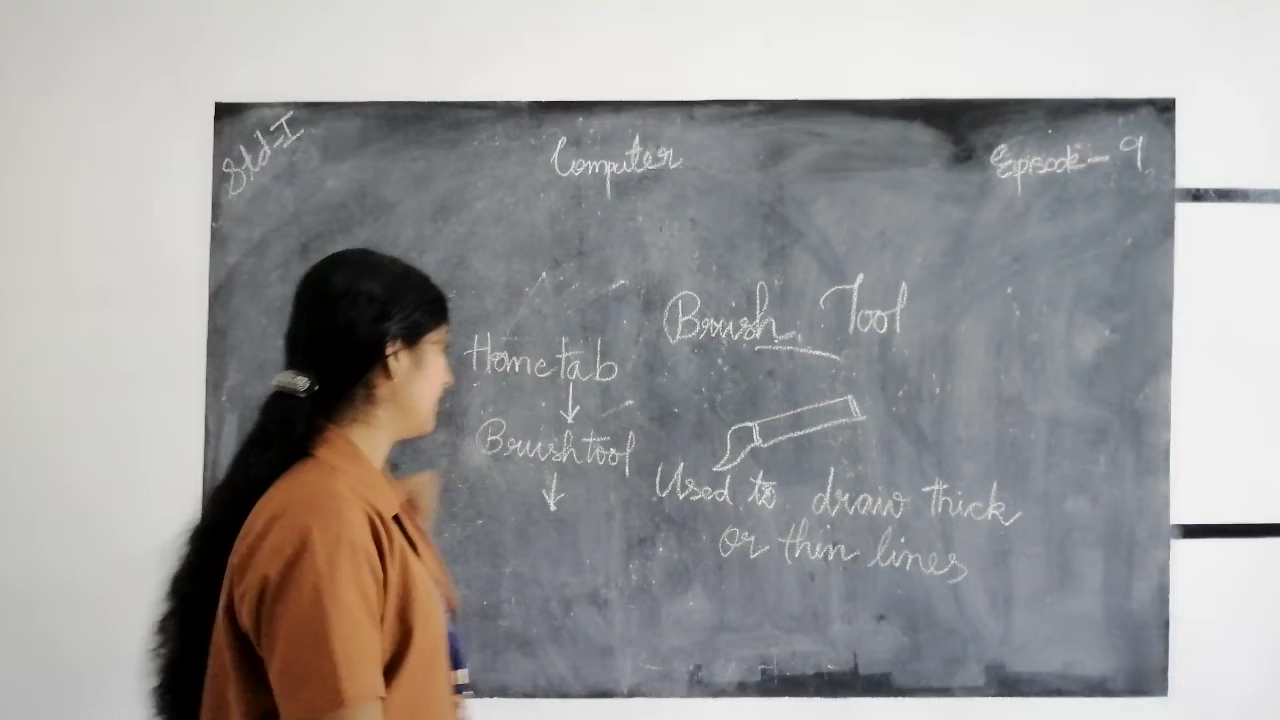 Std-I
Computer
Episode-9
Brush Tool
Home tab
Brush tool
Used to draw thick
or thin lines